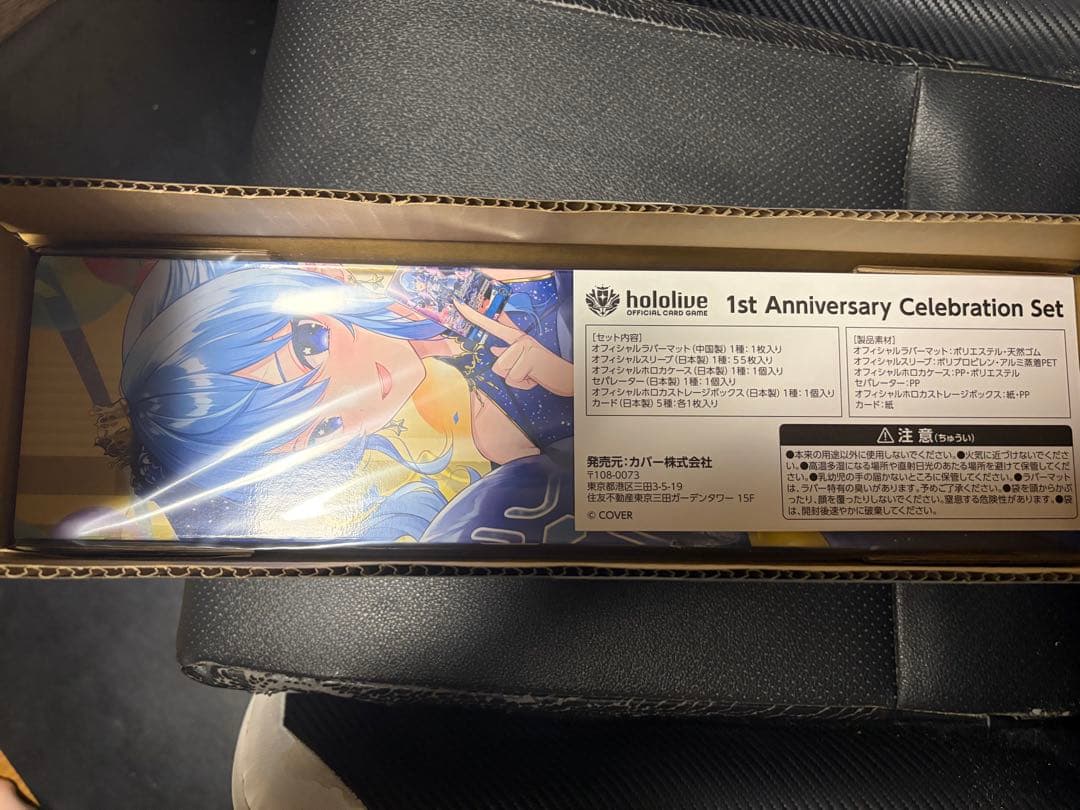 hololive
OFFICIAL CARD GAME
1st Anniversary Celebration Set
[セット内容]
オフィシャルラバーマット(中国製) 1種:1枚入り
オフィシャルスリーブ(日本製) 1種:55枚入り
オフィシャルホロカケース(日本製) 1種:1個入り
セパレーター(日本製) 1種:1個入り
オフィシャルホロカストレージボックス(日本製) 1種:1個入り
カード(日本製) 5種:各1枚入り
[製品素材]
オフィシャルラバーマット:ポリエステル・天然ゴム
オフィシャルスリーブ:ポリプロピレン・アルミ蒸着PET
オフィシャルホロカケース:PP・ポリエステル
セパレーター:PP
オフィシャルホロカストレージボックス:紙・PP
カード:紙
発売元:カバー株式会社
〒108-0073
東京都港区三田3-5-19
住友不動産東京三田ガーデンタワー 15F
© COVER
注意(ちゅうい)
●本来の用途以外に使用しないでください。●火気に近づけないでくださ
い。●高温多湿になる場所や直射日光のあたる場所を避けて保管してくだ
さい。●乳幼児の手の届かないところに保管してください。●ラバーマット
は、ラバー特有の臭いがあります。予めご了承ください。●袋を頭からかぶ
ったり、顔を覆ったりしないでください。窒息する危険性があります。●袋
は、開封後速やかに破棄してください。